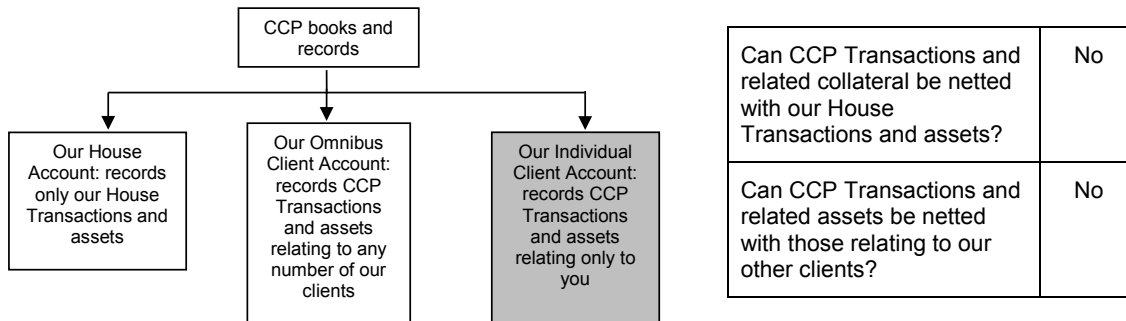 CCP books and
records
Our House
Account: records
only our House
Transactions and
assets
Our Omnibus
Client Account:
records CCP
Transactions
and assets
relating to any
number of our
clients
Our Individual
Client Account:
records CCP
Transactions
and assets
relating only to
you
Can CCP Transactions and
related collateral be netted
with our House
Transactions and assets?
No
Can CCP Transactions and
related assets be netted
with those relating to our
other clients?
No